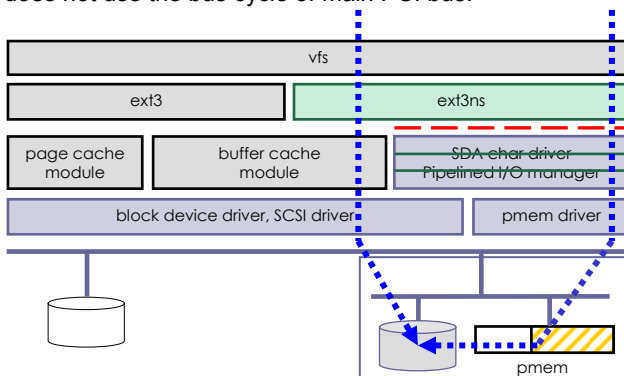 does not use the bus cycle of main PCI bus.
vfs
ext3
ext3ns
page cache
module
buffer cache
module
SDA char driver
Pipelined I/O manager
block device driver, SCSI driver
pmem driver
pmem